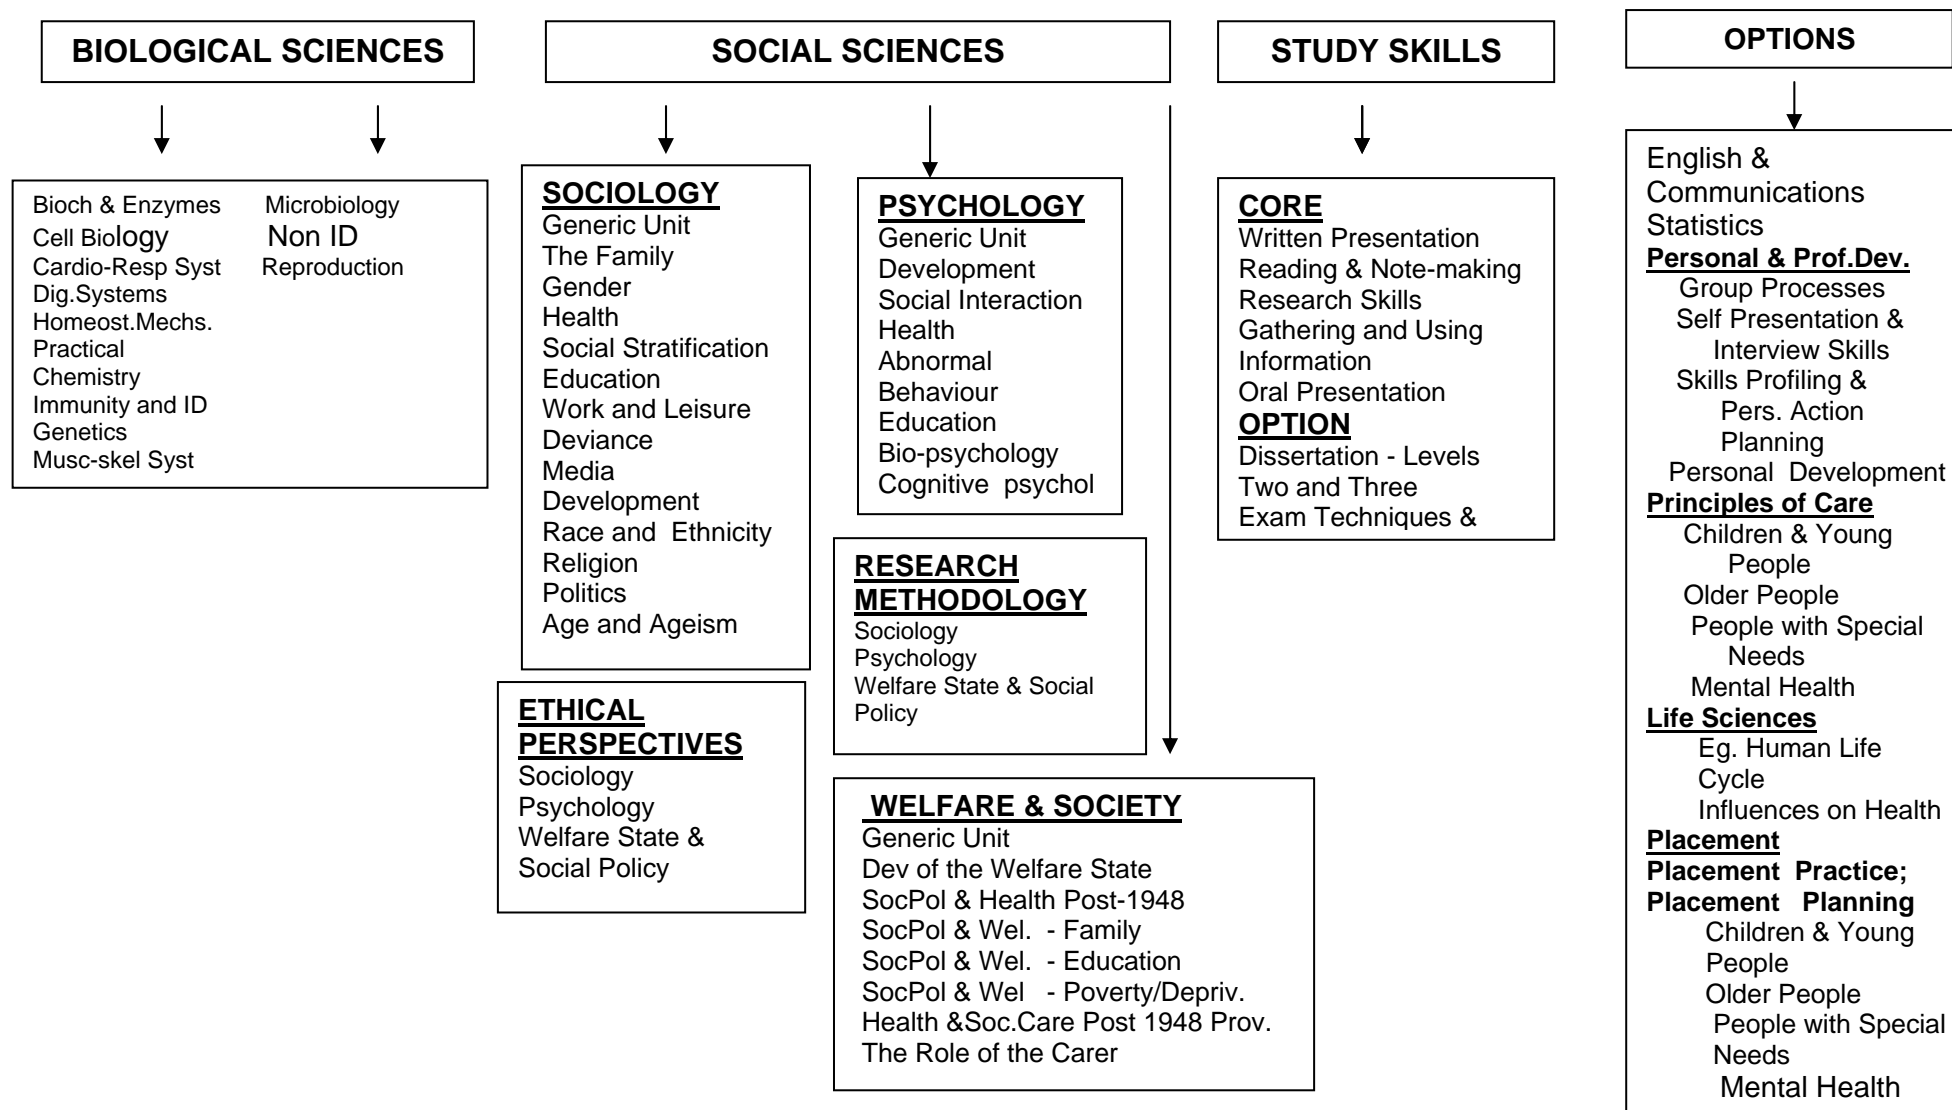 BIOLOGICAL SCIENCES
Bioch & Enzymes Microbiology
Cell Biology Non ID
Cardio-Resp Syst Reproduction
Dig.Systems
Homeost.Mechs.
Practical
Chemistry
Immunity and ID
Genetics
Musc-skel Syst
SOCIAL SCIENCES
SOCIOLOGY
Generic Unit
The Family
Gender
Health
Social Stratification
Education
Work and Leisure
Deviance
Media
Development
Race and Ethnicity
Religion
Politics
Age and Ageism
ETHICAL
PERSPECTIVES
Sociology
Psychology
Welfare State &
Social Policy
PSYCHOLOGY
Generic Unit
Development
Social Interaction
Health
Abnormal
Behaviour
Education
Bio-psychology
Cognitive psychol
RESEARCH
METHODOLOGY
Sociology
Psychology
Welfare State & Social
Policy
WELFARE & SOCIETY
Generic Unit
Dev of the Welfare State
SocPol & Health Post-1948
SocPol & Wel. - Family
SocPol & Wel. - Education
SocPol & Wel - Poverty/Depriv.
Health &Soc.Care Post 1948 Prov.
The Role of the Carer
STUDY SKILLS
CORE
Written Presentation
Reading & Note-making
Research Skills
Gathering and Using
Information
Oral Presentation
OPTION
Dissertation - Levels
Two and Three
Exam Techniques &
OPTIONS
English &
Communications
Statistics
Personal & Prof.Dev.
Group Processes
Self Presentation &
Interview Skills
Skills Profiling &
Pers. Action
Planning
Personal Development
Principles of Care
Children & Young
People
Older People
People with Special
Needs
Mental Health
Life Sciences
Eg. Human Life
Cycle
Influences on Health
Placement
Placement Practice;
Placement Planning
Children & Young
People
Older People
People with Special
Needs
Mental Health